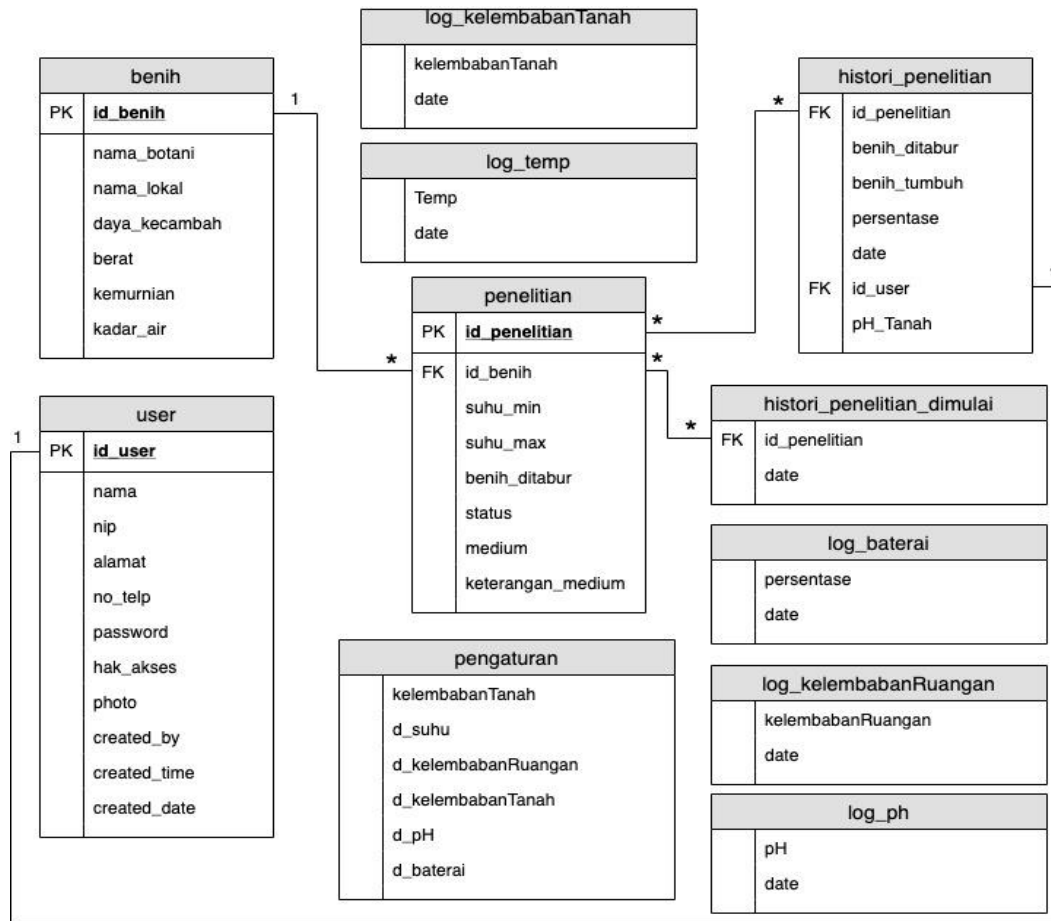 log_kelembabanTanah
kelembabanTanah
date
benih
PK id_benih
nama_botani
nama_lokal
daya_kecambah
berat
kemurnian
kadar_air
1
histori_penelitian
* FK id_penelitian
benih_ditabur
benih_tumbuh
persentase
date
FK id_user
pH_Tanah
log_temp
Temp
date
penelitian
PK id_penelitian *
* FK id_benih *
suhu_min
suhu_max
benih_ditabur
status
medium
keterangan_medium
user
1 PK id_user
nama
nip
alamat
no_telp
password
hak_akses
photo
created_by
created_time
created_date
histori_penelitian_dimulai
* FK id_penelitian
date
log_baterai
persentase
date
pengaturan
kelembabanTanah
d_suhu
d_kelembabanRuangan
d_kelembabanTanah
d_pH
d_baterai
log_kelembabanRuangan
kelembabanRuangan
date
log_ph
pH
date